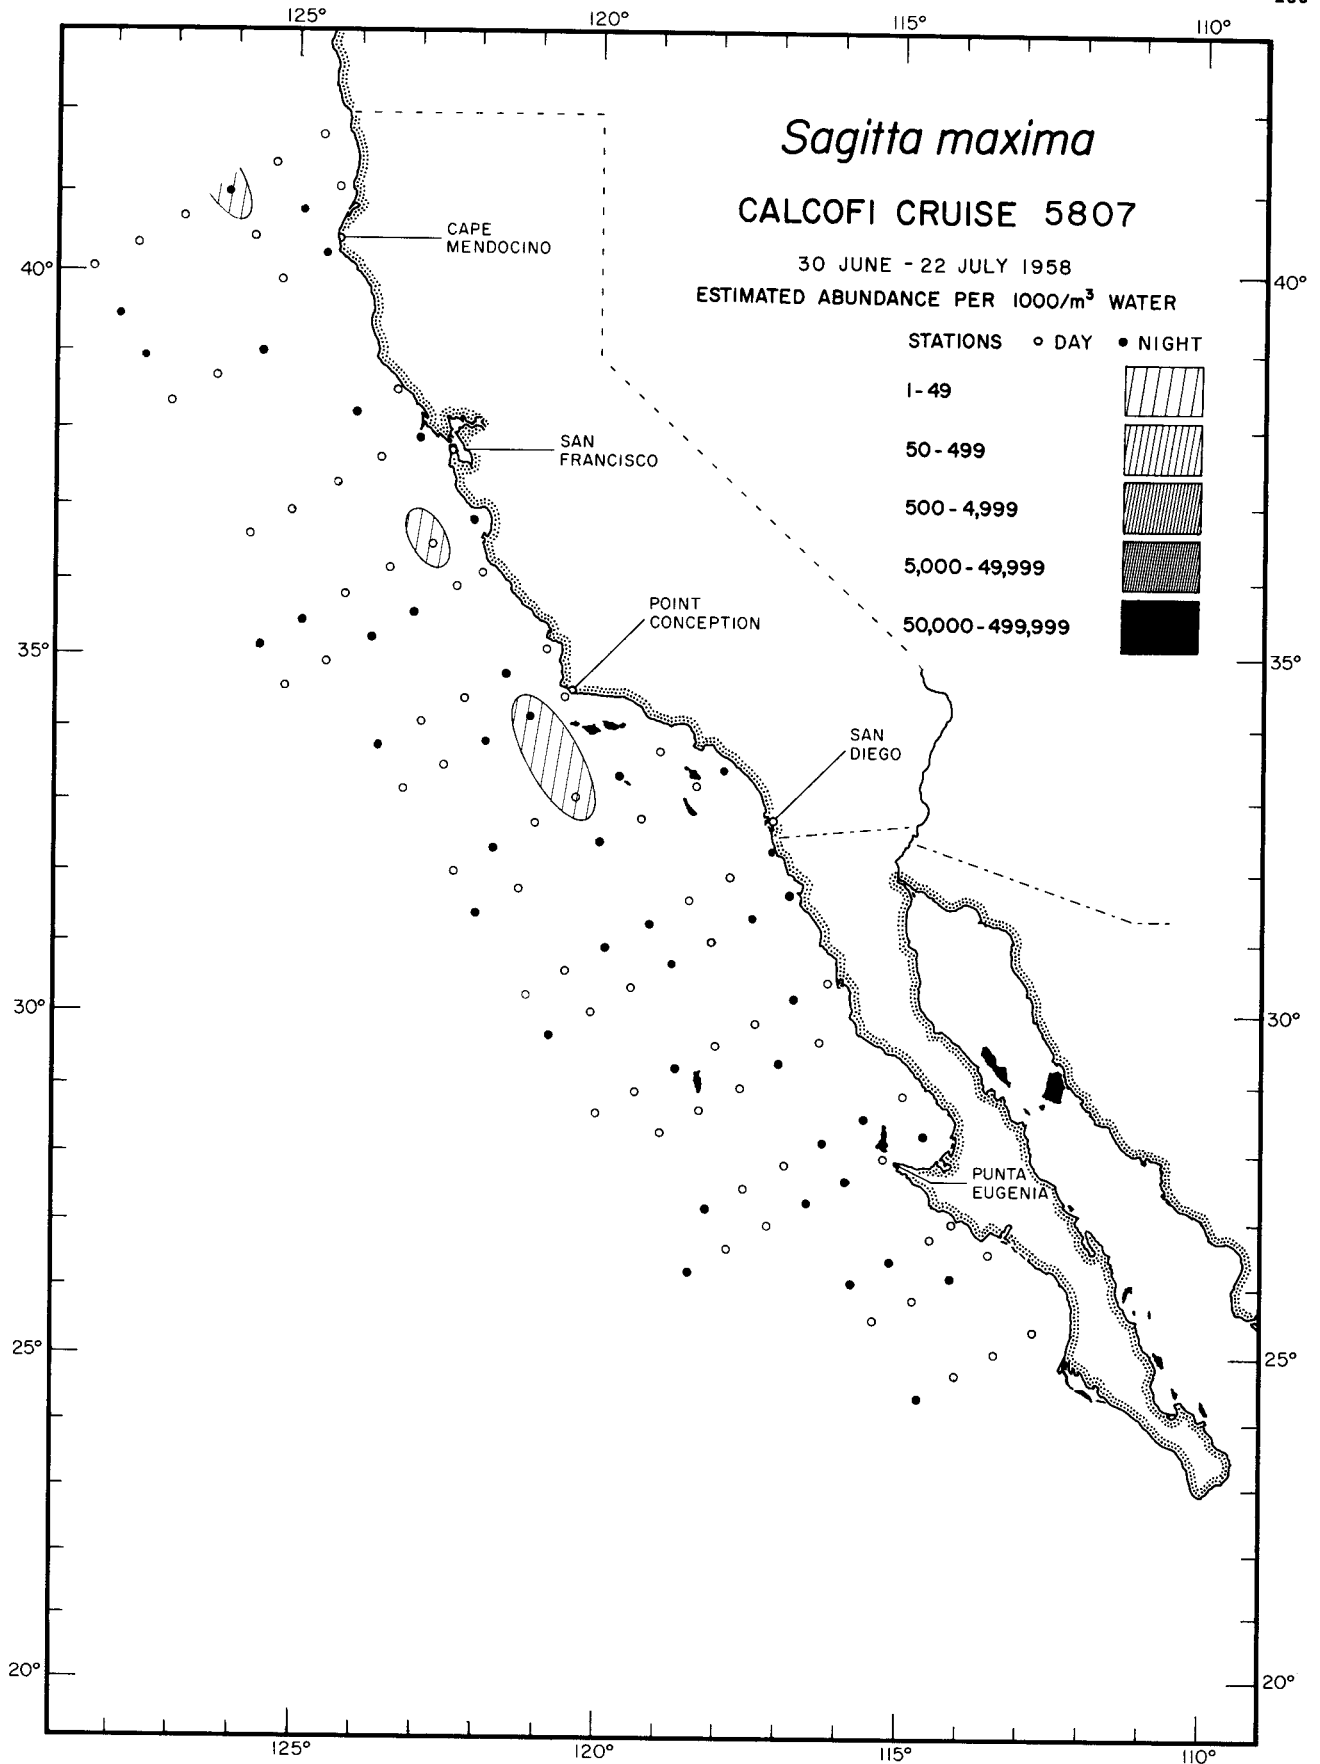 125°
120°
115°
110°
Sagitta maxima
CALCOFI CRUISE 5807
30 JUNE - 22 JULY 1958
ESTIMATED ABUNDANCE PER 1000/m³ WATER
STATIONS DAY NIGHT
1-49
50-499
500-4,999
5,000-49,999
50,000-499,999
CAPE
MENDOCINO
40°
40°
SAN
FRANCISCO
POINT
CONCEPTION
35°
35°
SAN
DIEGO
30°
30°
PUNTA
EUGENIA
25°
25°
20°
20°
125°
120°
115°
110°